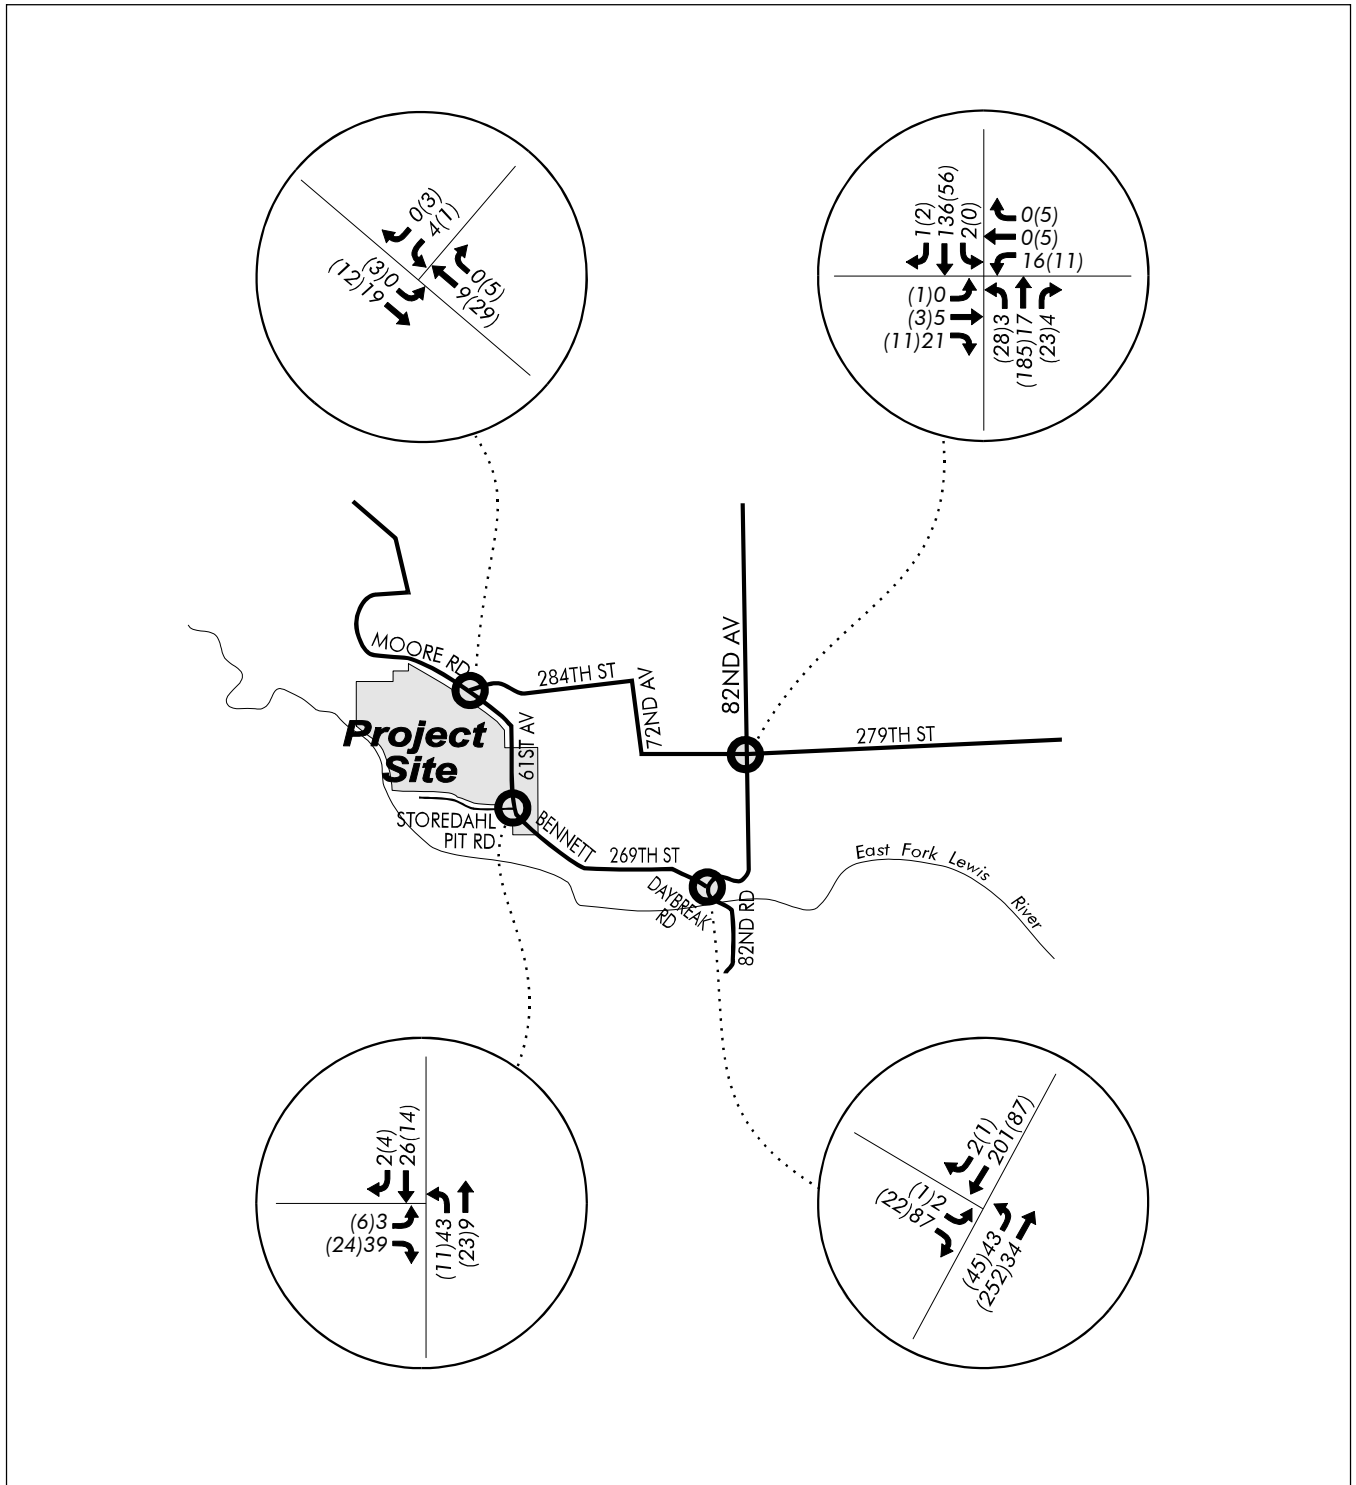 0(3)
4(1)
(3)0
(12)19
0(5)
9(29)
1(2)
136(56)
2(0)
0(5)
0(5)
16(11)
(1)0
(3)5
(11)21
(28)3
(185)17
(23)4
MOORE RD
284TH ST
72ND AV
82ND AV
279TH ST
Project
Site
61ST AV
STOREDAHL
PIT RD
BENNETT
269TH ST
DAYBREAK
RD
82ND RD
East Fork Lewis
River
2(4)
26(14)
(6)3
(24)39
(11)43
(23)9
2(1)
201(87)
(1)2
(22)87
(45)43
(252)34